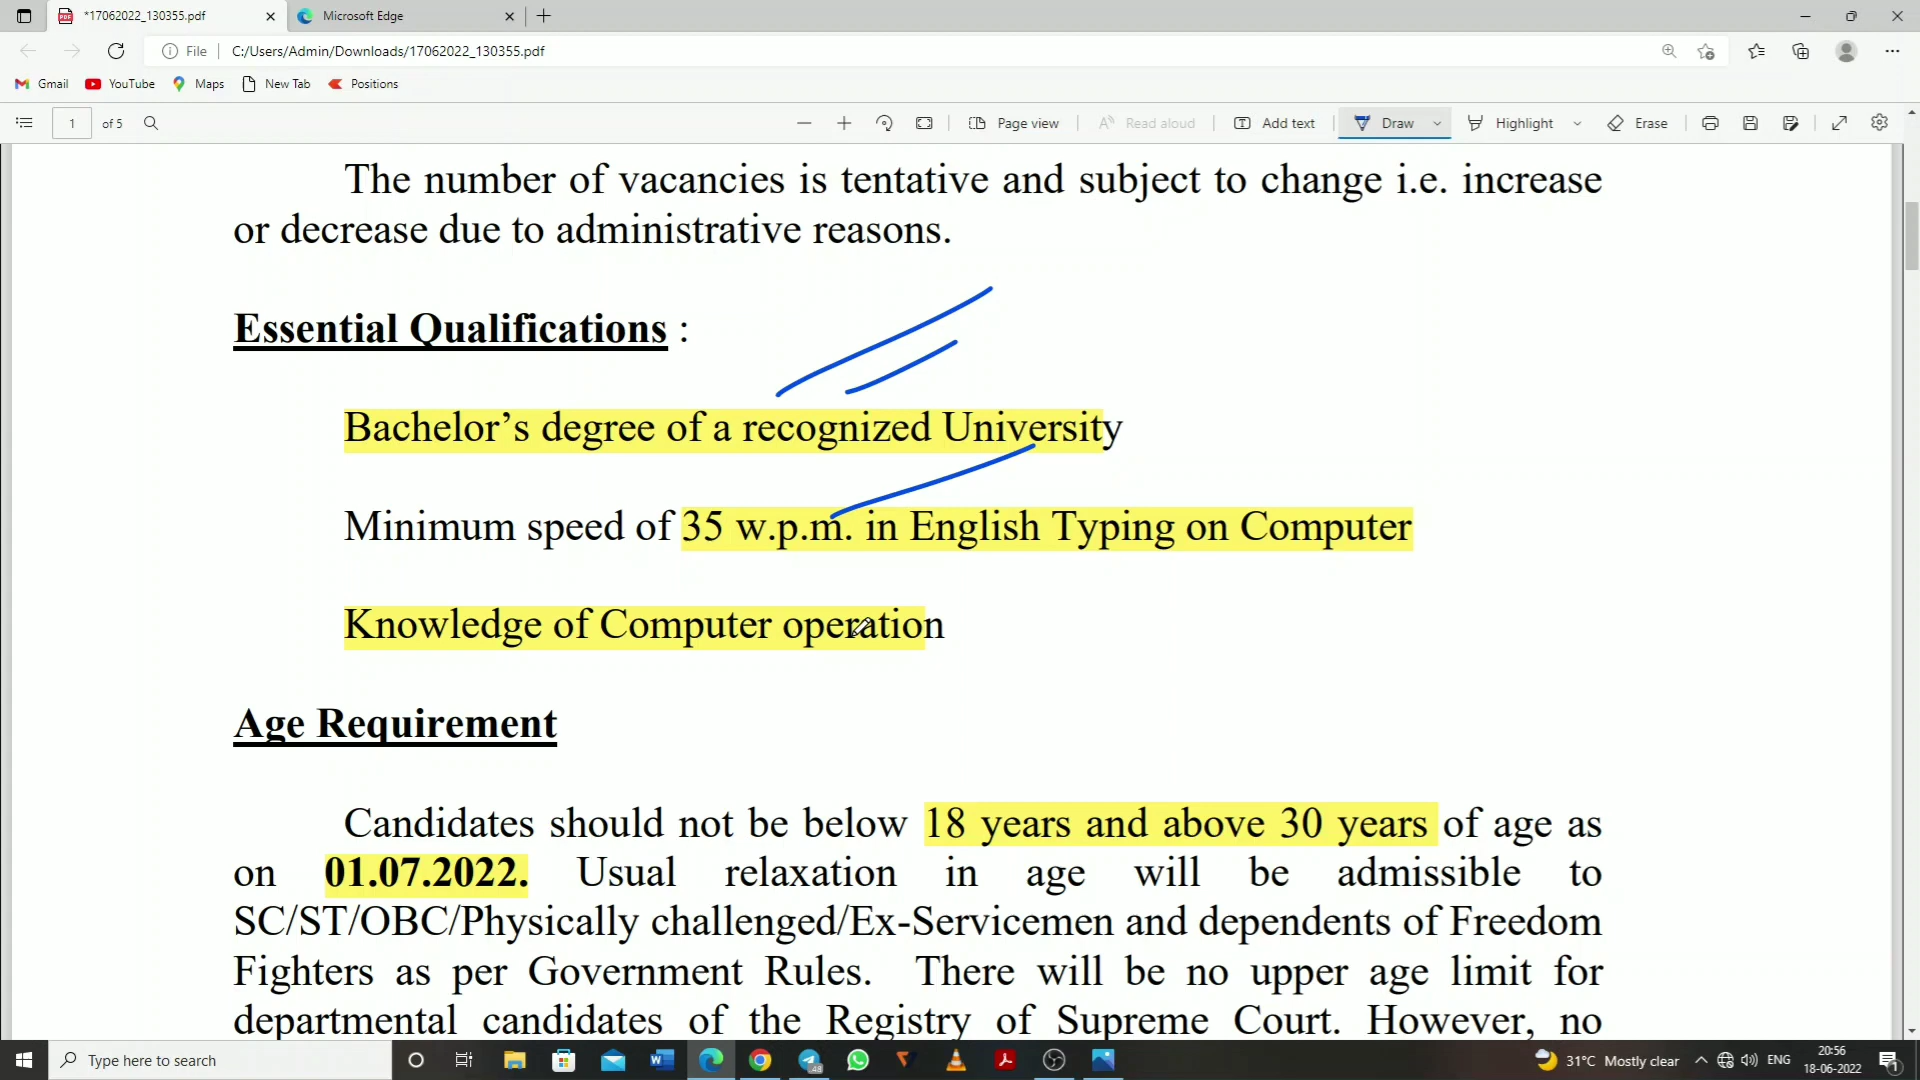 *17062022_130355.pdf
Microsoft Edge
File
C:/Users/Admin/Downloads/17062022_130355.pdf
Gmail
YouTube
Maps
New Tab
Positions
1 of 5
Page view
Read aloud
Add text
Draw
Highlight
Erase
The number of vacancies is tentative and subject to change i.e. increase
or decrease due to administrative reasons.
Essential Qualifications :
Bachelor’s degree of a recognized University
Minimum speed of 35 w.p.m. in English Typing on Computer
Knowledge of Computer operation
Age Requirement
Candidates should not be below 18 years and above 30 years of age as
on 01.07.2022. Usual relaxation in age will be admissible to
SC/ST/OBC/Physically challenged/Ex-Servicemen and dependents of Freedom
Fighters as per Government Rules. There will be no upper age limit for
departmental candidates of the Registry of Supreme Court. However, no
Type here to search
31°C Mostly clear
ENG
20:56
18-06-2022